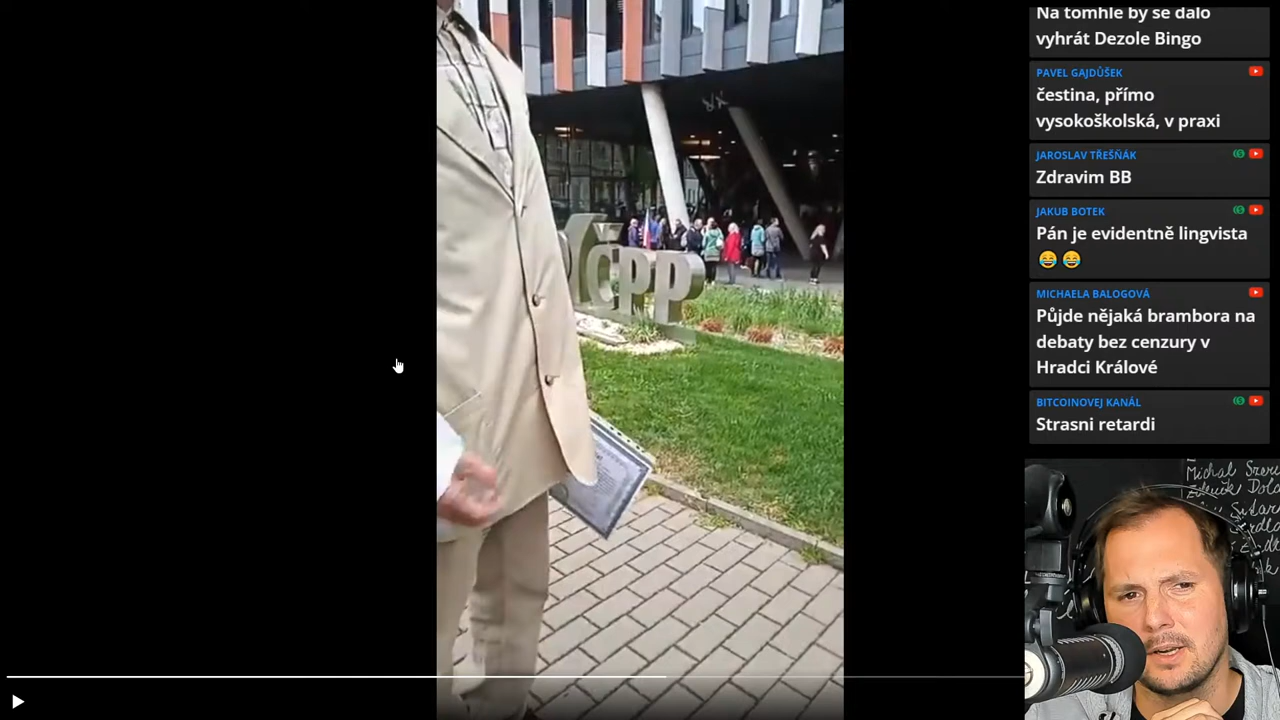 Na tomhle by se dalo
vyhrát Dezole Bingo
PAVEL GAJDŮŠEK
čestina, přímo
vysokoškolská, v praxi
JAROSLAV TŘEŠŇÁK
Zdravim BB
JAKUB BOTEK
Pán je evidentně lingvista
😂 😂
MICHAELA BALOGOVÁ
Půjde nějaká brambora na
debaty bez cenzury v
Hradci Králové
BITCOINOVEJ KANÁL
Strasni retardi
ČPP
Michal
Zdeněk